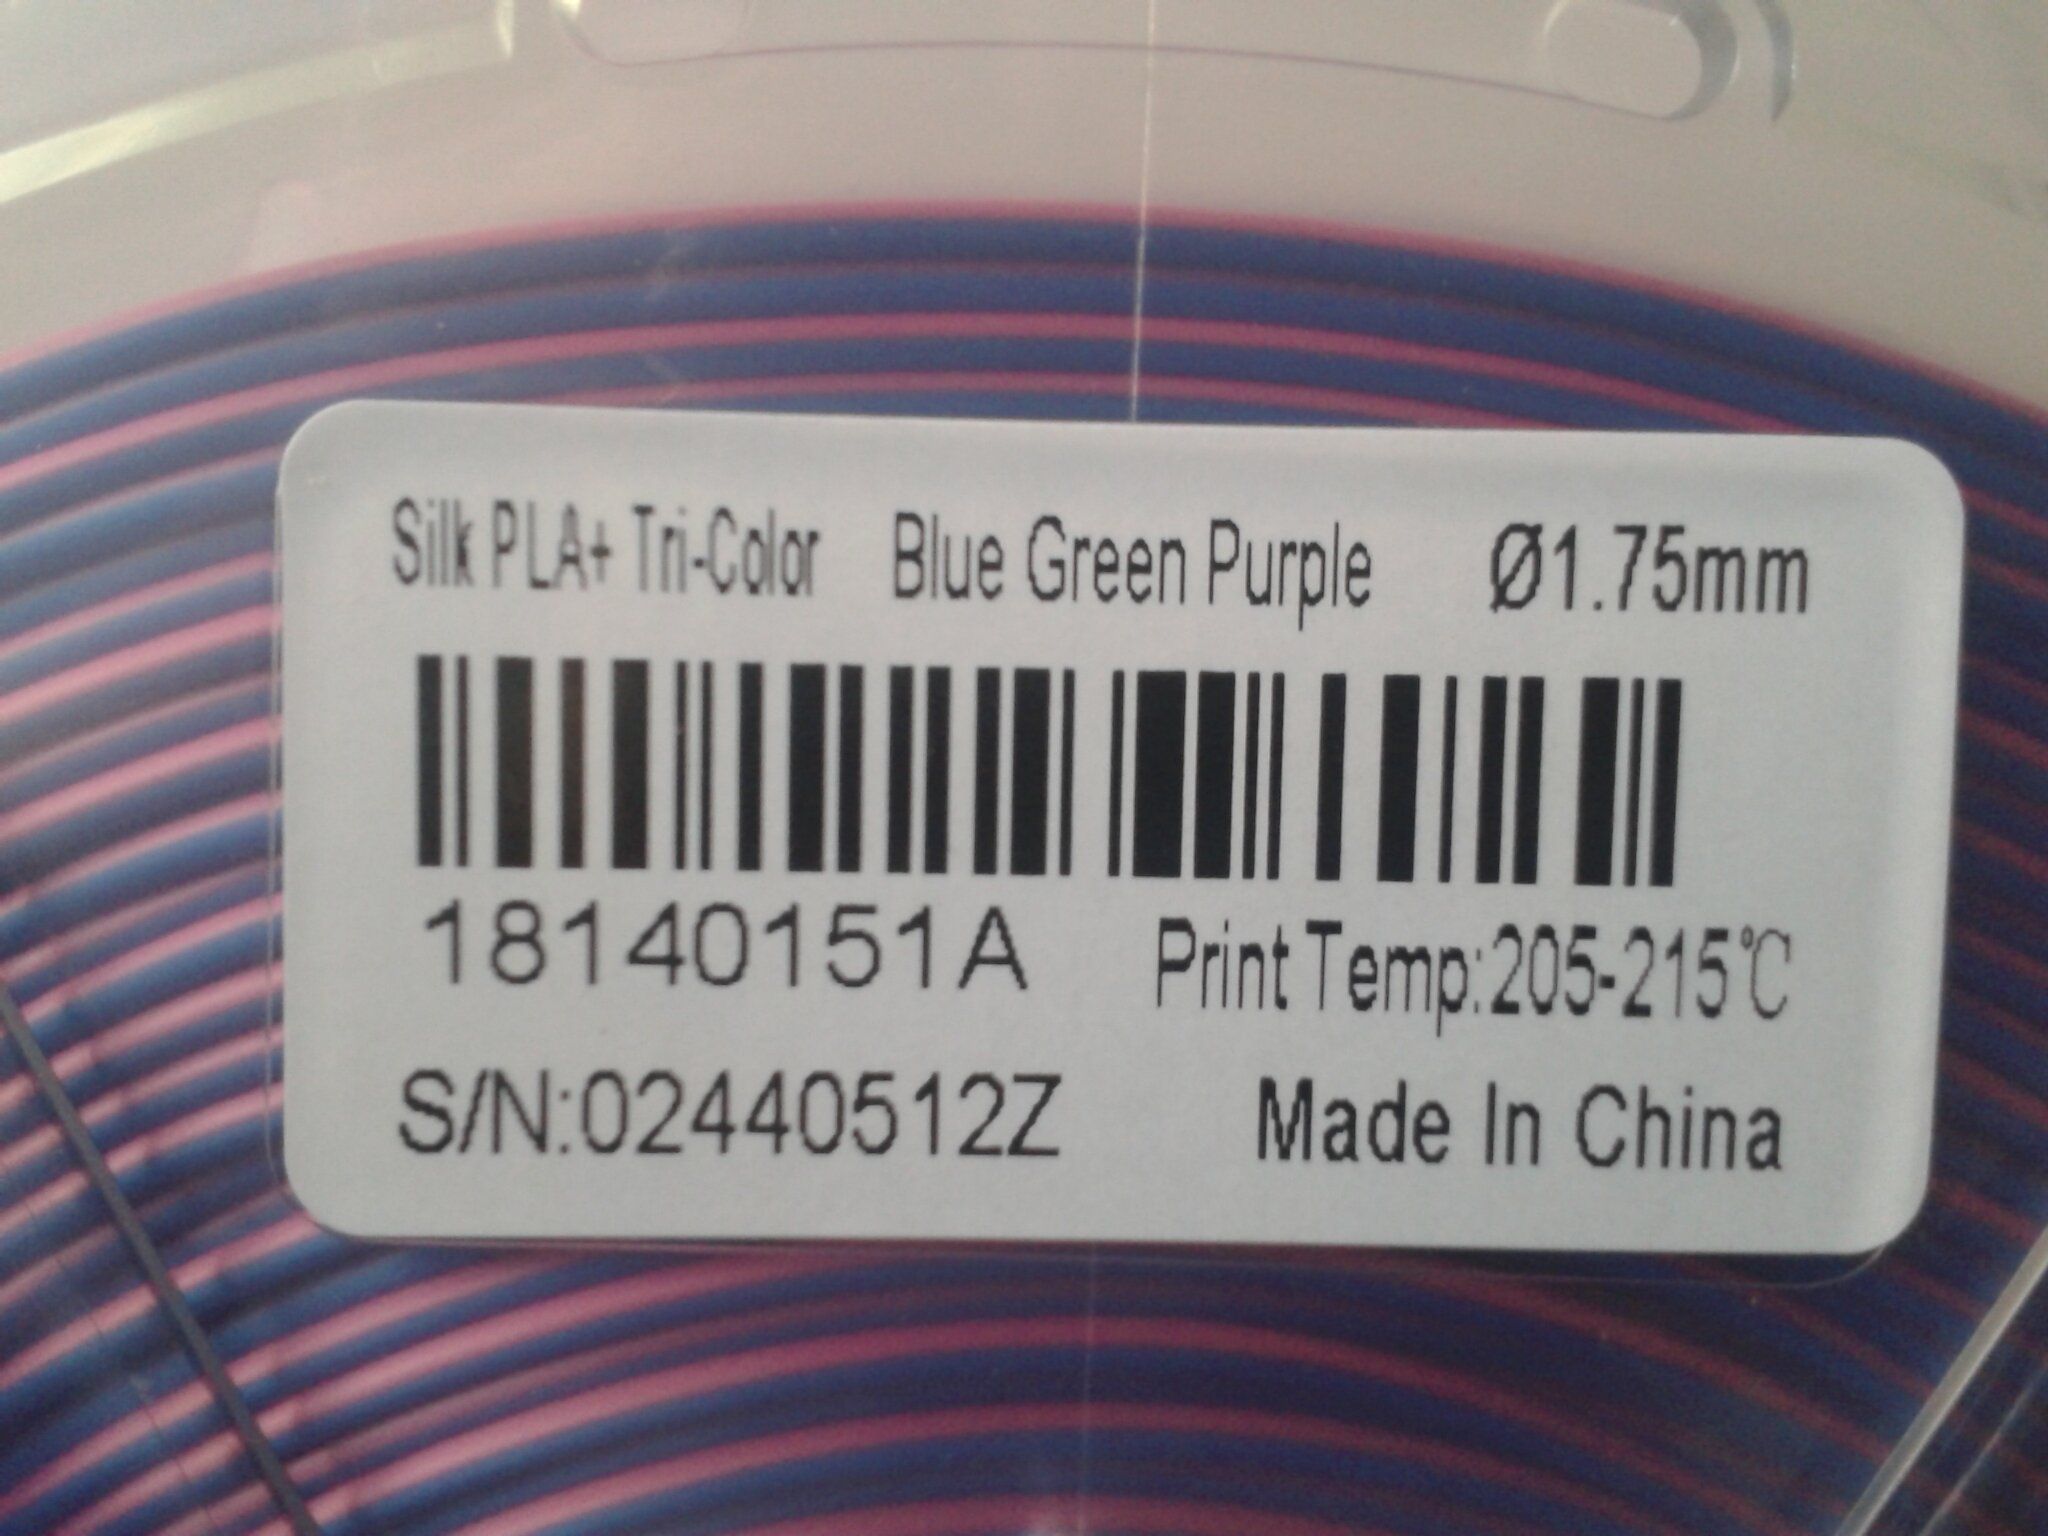 Silk PLA+ Tri-Color Blue Green Purple Ø1.75mm
18140151A Print Temp:205-215℃
S/N:02440512Z Made In China